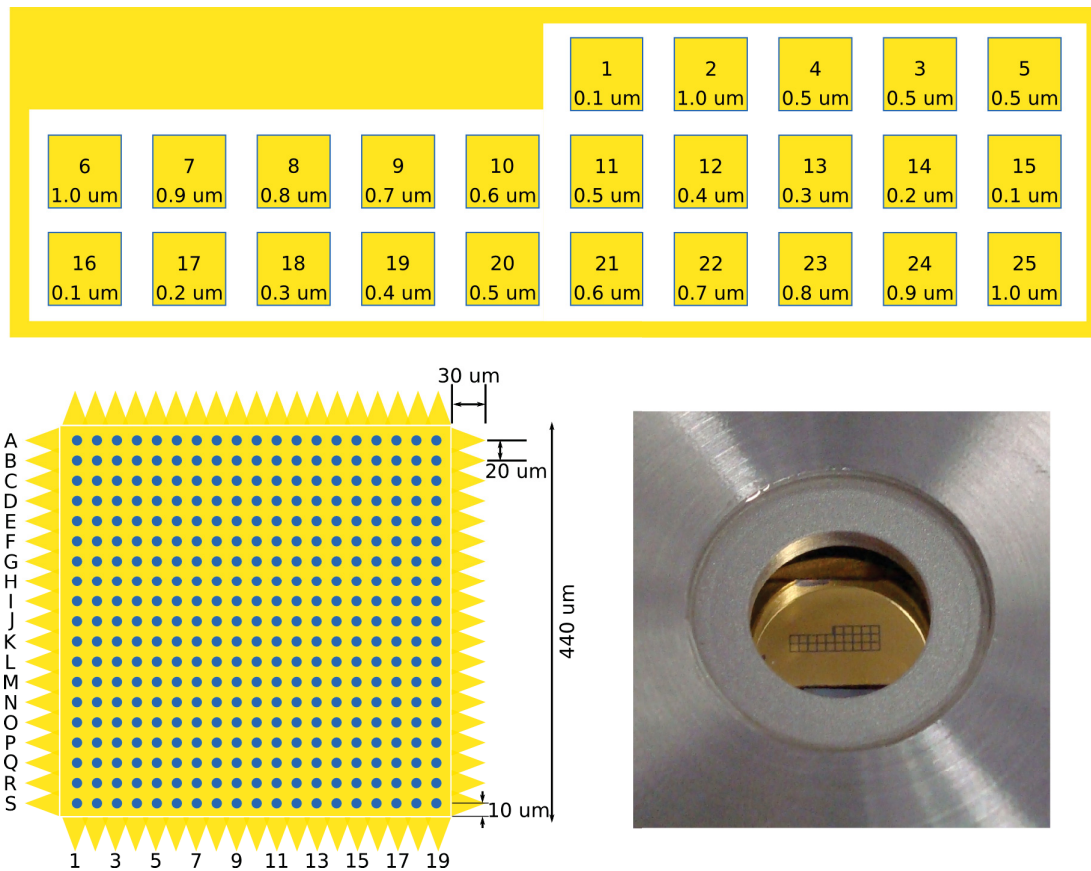 1 2 4 3 5
0.1 um 1.0 um 0.5 um 0.5 um 0.5 um
6 7 8 9 10 11 12 13 14 15
1.0 um 0.9 um 0.8 um 0.7 um 0.6 um 0.5 um 0.4 um 0.3 um 0.2 um 0.1 um
16 17 18 19 20 21 22 23 24 25
0.1 um 0.2 um 0.3 um 0.4 um 0.5 um 0.6 um 0.7 um 0.8 um 0.9 um 1.0 um
30 um
A
B
20 um
C
D
E
F
G
H
I
J
K
L
M
N
O
P
Q
R
S
440 um
10 um
1 3 5 7 9 11 13 15 17 19